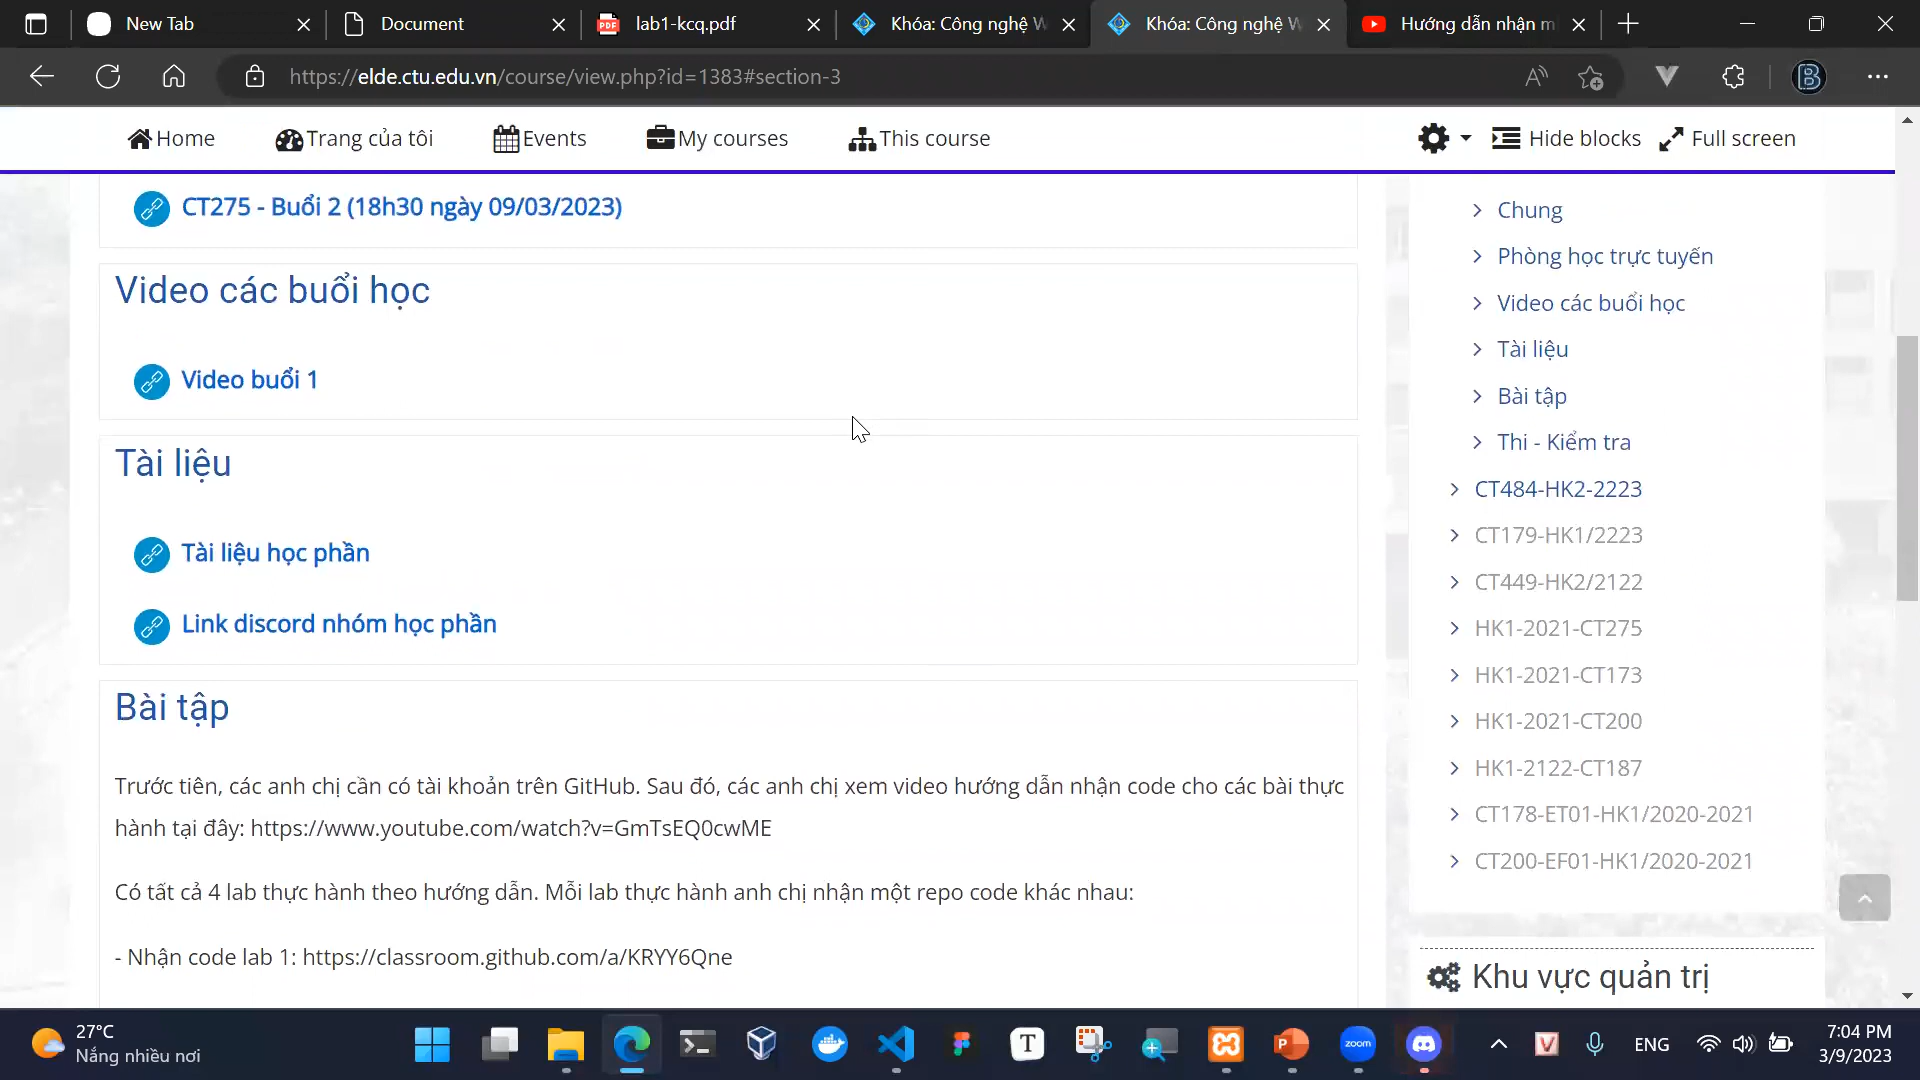 New Tab
Document
lab1-kcq.pdf
Khóa: Công nghệ W
Khóa: Công nghệ W
Hướng dẫn nhận m
https://elde.ctu.edu.vn/course/view.php?id=1383#section-3
Home
Trang của tôi
Events
My courses
This course
Hide blocks
Full screen
CT275 - Buổi 2 (18h30 ngày 09/03/2023)
Video các buổi học
Video buổi 1
Tài liệu
Tài liệu học phần
Link discord nhóm học phần
Bài tập
Trước tiên, các anh chị cần có tài khoản trên GitHub. Sau đó, các anh chị xem video hướng dẫn nhận code cho các bài thực
hành tại đây: https://www.youtube.com/watch?v=GmTsEQ0cwME
Có tất cả 4 lab thực hành theo hướng dẫn. Mỗi lab thực hành anh chị nhận một repo code khác nhau:
- Nhận code lab 1: https://classroom.github.com/a/KRYY6Qne
Chung
Phòng học trực tuyến
Video các buổi học
Tài liệu
Bài tập
Thi - Kiểm tra
CT484-HK2-2223
CT179-HK1/2223
CT449-HK2/2122
HK1-2021-CT275
HK1-2021-CT173
HK1-2021-CT200
HK1-2122-CT187
CT178-ET01-HK1/2020-2021
CT200-EF01-HK1/2020-2021
Khu vực quản trị
27°C
Nắng nhiều nơi
zoom
ENG
7:04 PM
3/9/2023